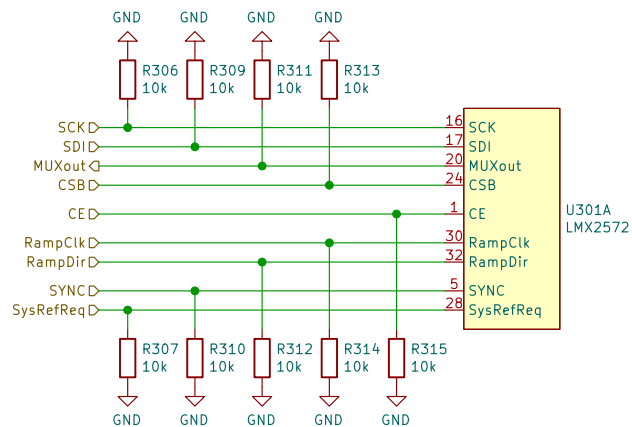 GND GND GND GND
R306 R309 R311 R313
10k 10k 10k 10k
SCK 16 SCK
SDI 17 SDI
MUXout 20 MUXout
CSB 24 CSB
CE 1 CE
U301A
LMX2572
RampClk 30 RampClk
RampDir 32 RampDir
SYNC 5 SYNC
SysRefReq 28 SysRefReq
R307 R310 R312 R314 R315
10k 10k 10k 10k 10k
GND GND GND GND GND